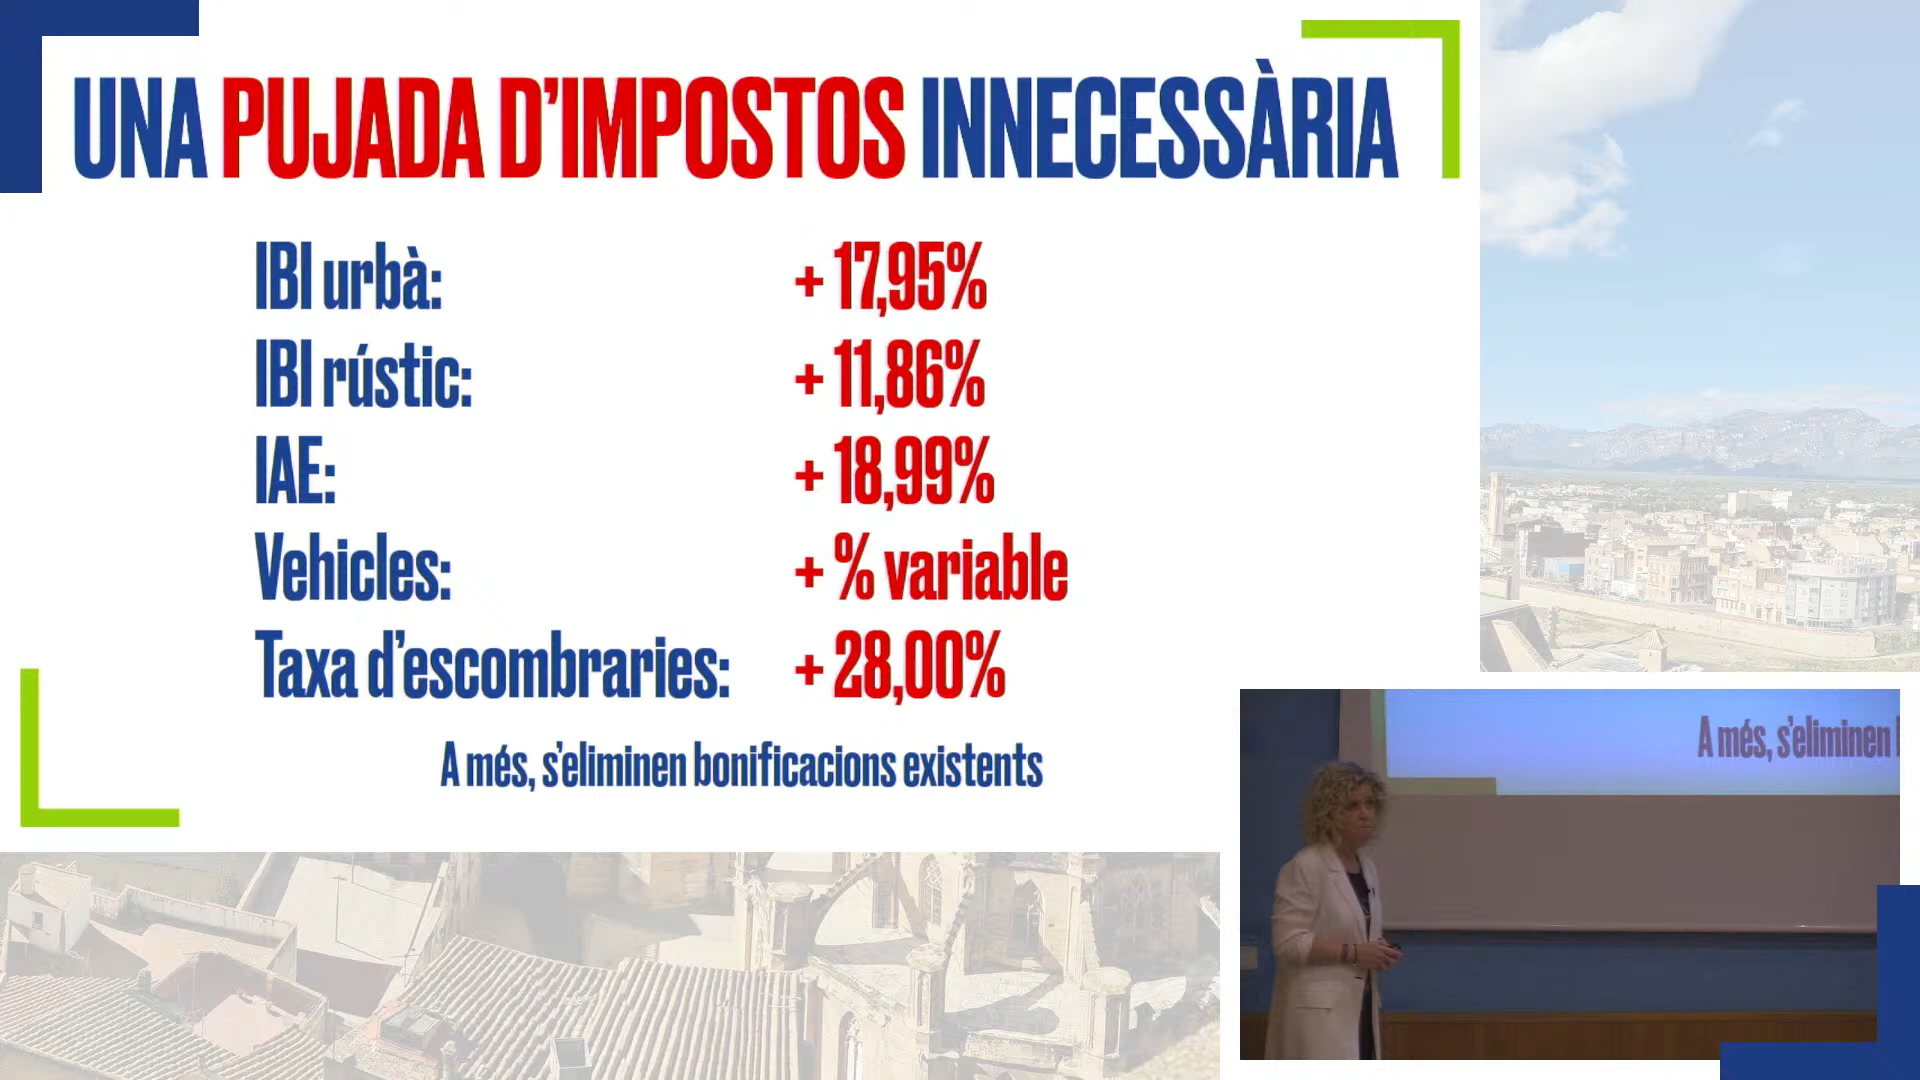 UNA PUJADA D'IMPOSTOS INNECESSÀRIA
IBI urbà: + 17,95%
IBI rústic: + 11,86%
IAE: + 18,99%
Vehicles: + % variable
Taxa d'escombraries: + 28,00%
A més, s'eliminen bonificacions existents
A més, s'eliminen